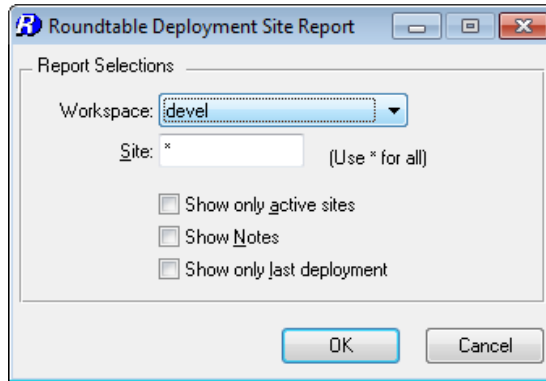 Roundtable Deployment Site Report
Report Selections
Workspace: devel
Site: * (Use * for all)
Show only active sites
Show Notes
Show only last deployment
OK Cancel